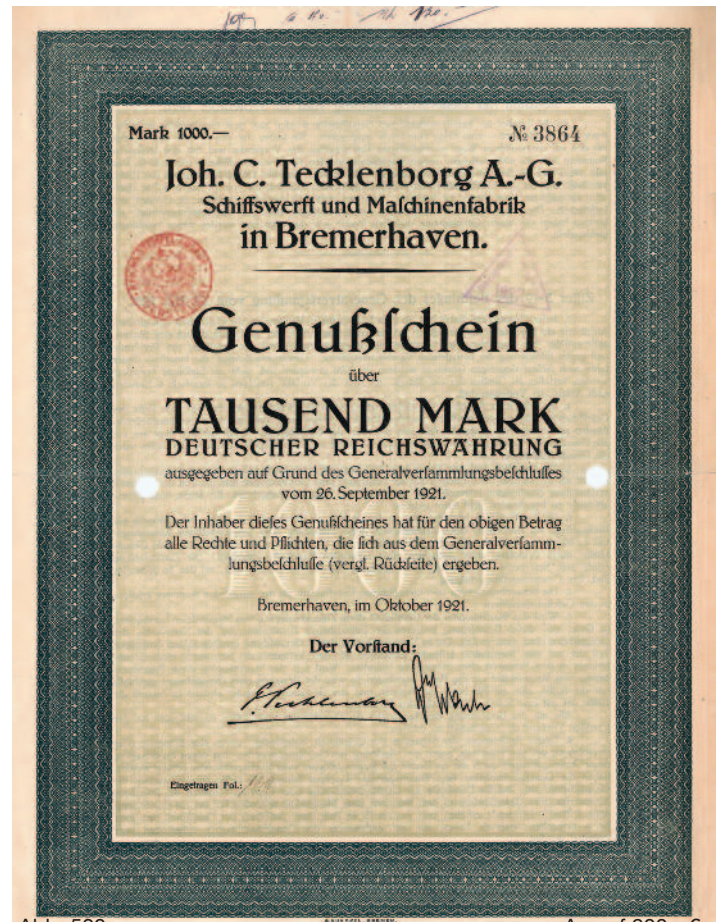 Mark 1000.— № 3864
Joh. C. Tecklenborg A.-G.
Schiffswerft und Maſchinenfabrik
in Bremerhaven.
Genußſchein
über
TAUSEND MARK
DEUTSCHER REICHSWÄHRUNG
ausgegeben auf Grund des Generalverſammlungsbeſchluſſes
vom 26. September 1921.
Der Inhaber dieſes Genußſcheines hat für den obigen Betrag
alle Rechte und Pflichten, die ſich aus dem Generalverſamm-
lungsbeſchluſſe (vergl. Rückſeite) ergeben.
1000
Bremerhaven, im Oktober 1921.
Der Vorſtand:
Eingetragen Fol.: